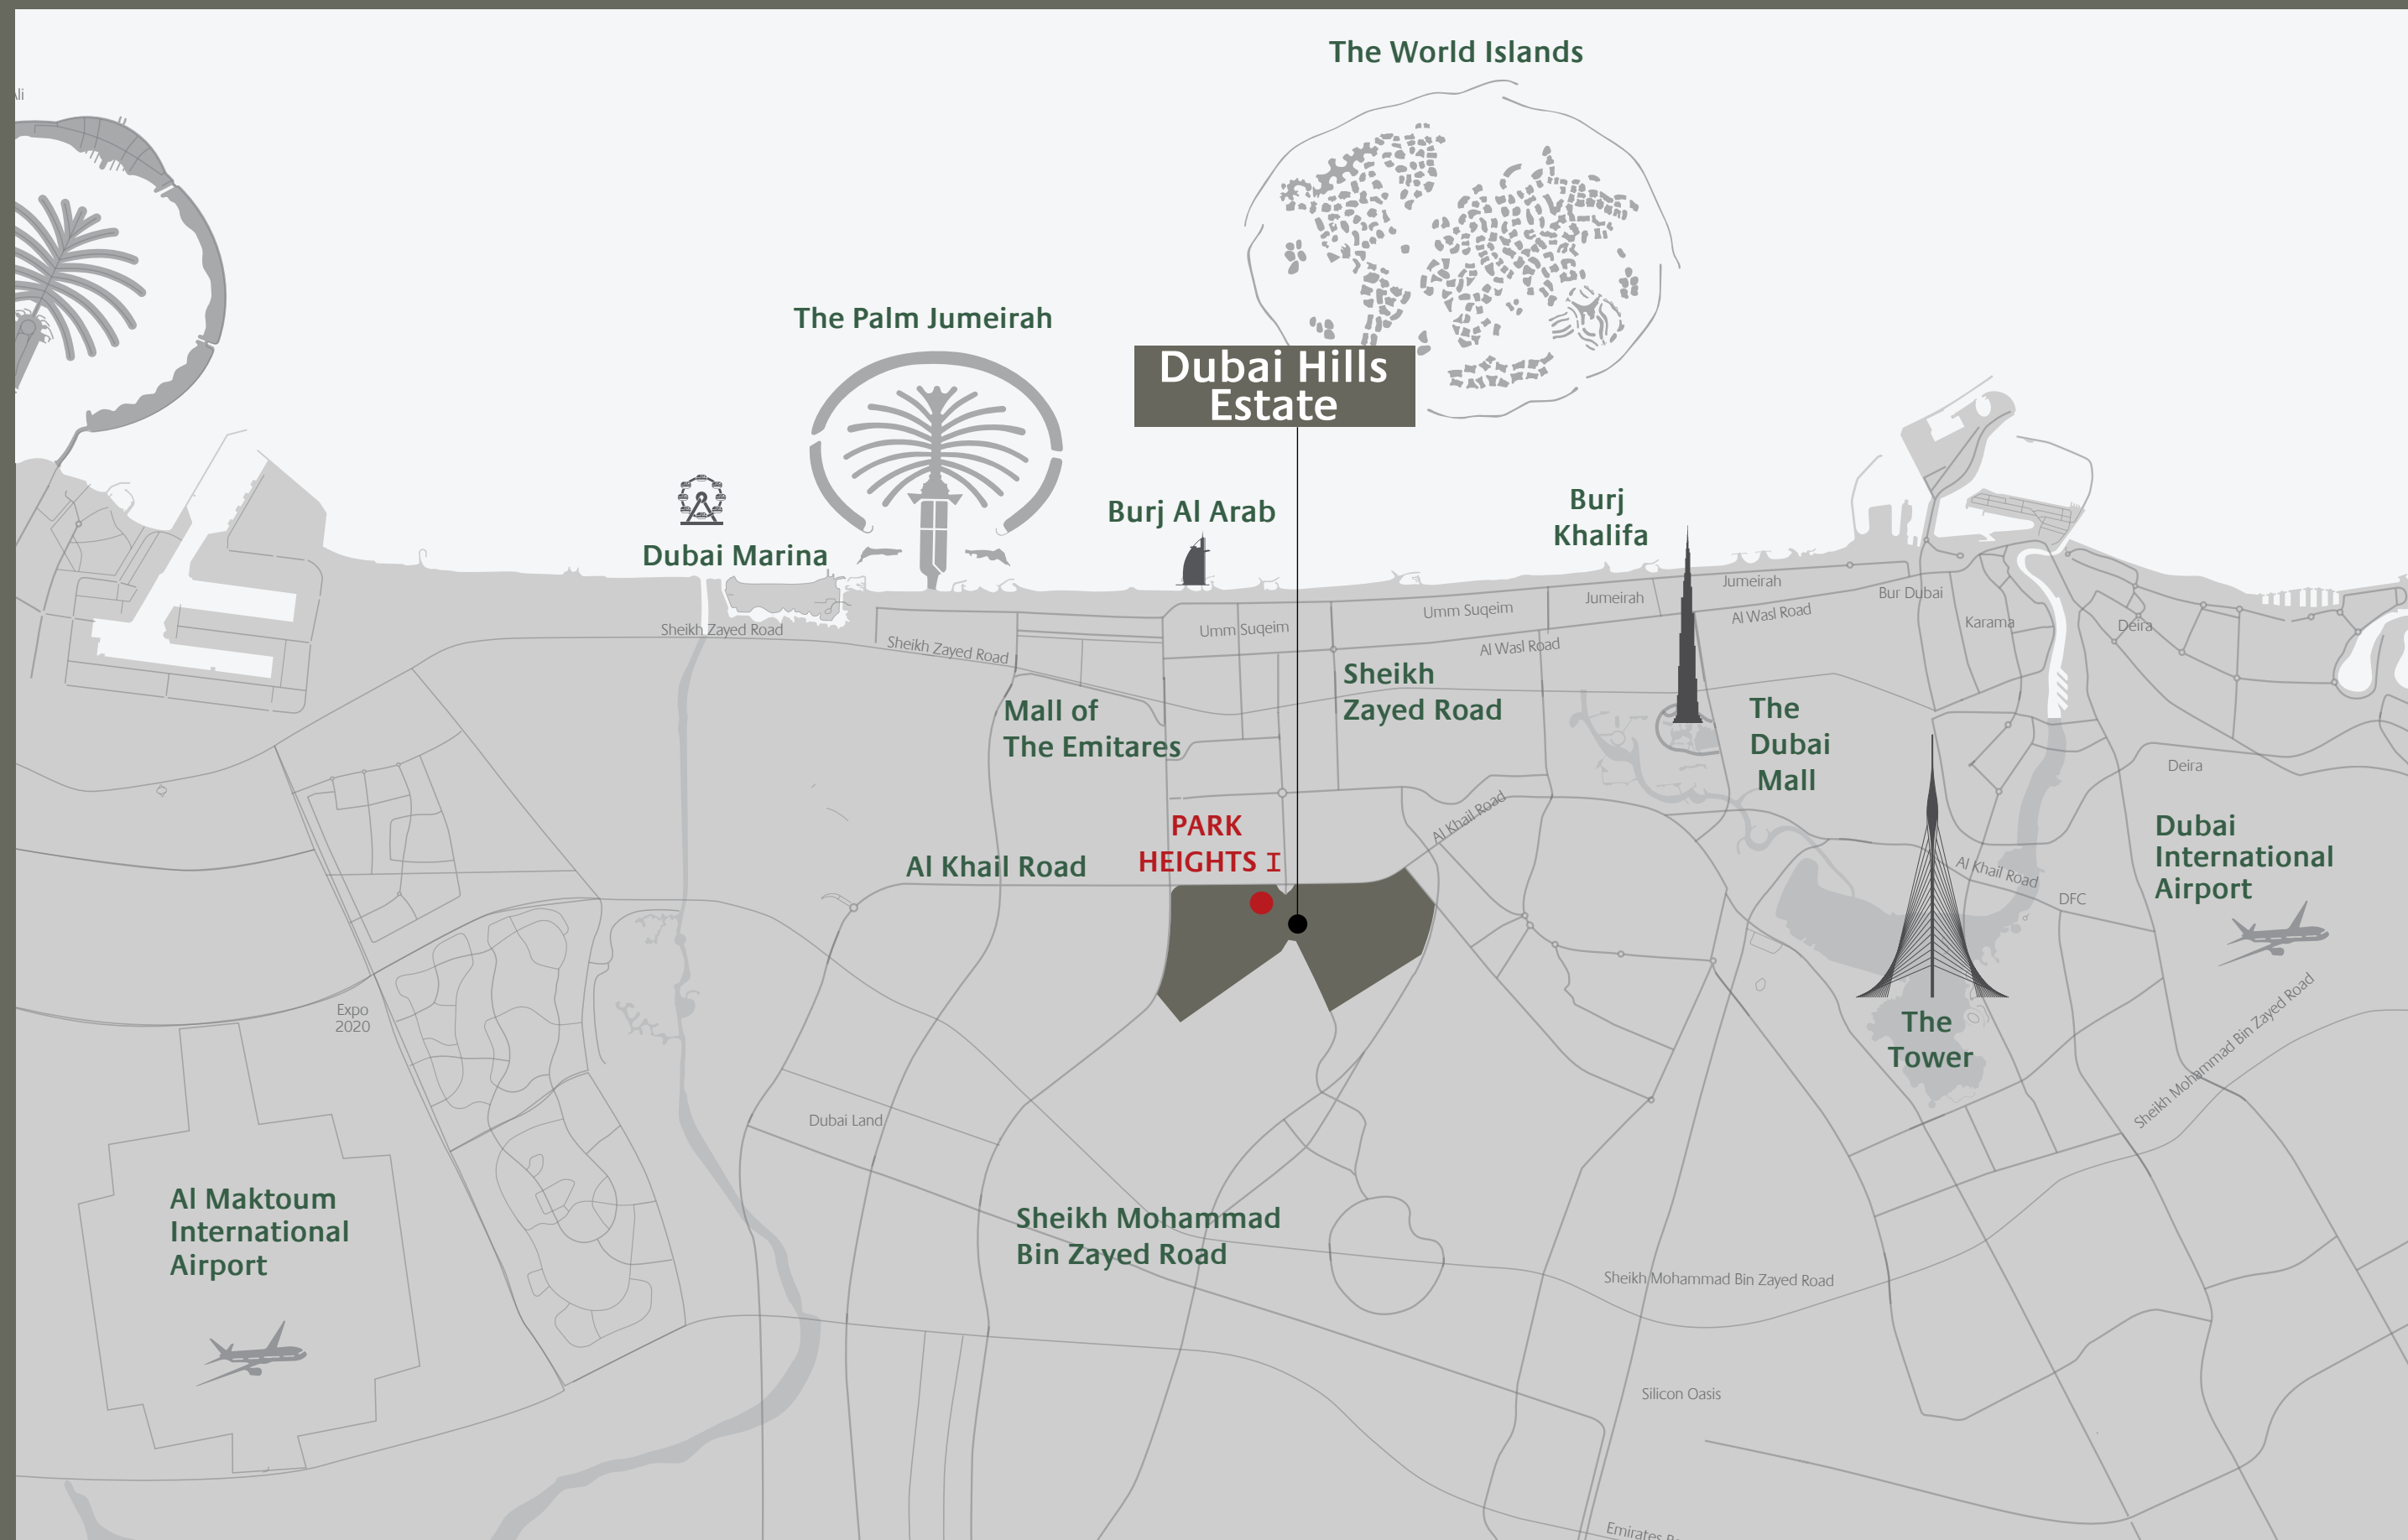 The World Islands
The Palm Jumeirah
Dubai Hills
Estate
Burj Al Arab
Burj
Khalifa
Dubai Marina
Jumeirah
Jumeirah
Bur Dubai
Umm Suqeim
Al Wasl Road
Karama
Deira
Sheikh Zayed Road
Umm Suqeim
Sheikh Zayed Road
Al Wasl Road
Sheikh
Zayed Road
Mall of
The Emitares
The
Dubai
Mall
Deira
Al Khail Road
PARK
HEIGHTS I
Al Khail Road
Dubai
International
Airport
Al Khail Road
DFC
Expo
2020
The
Tower
Sheikh Mohammad Bin Zayed Road
Dubai Land
Al Maktoum
International
Airport
Sheikh Mohammad
Bin Zayed Road
Sheikh Mohammad Bin Zayed Road
Silicon Oasis
Emirates